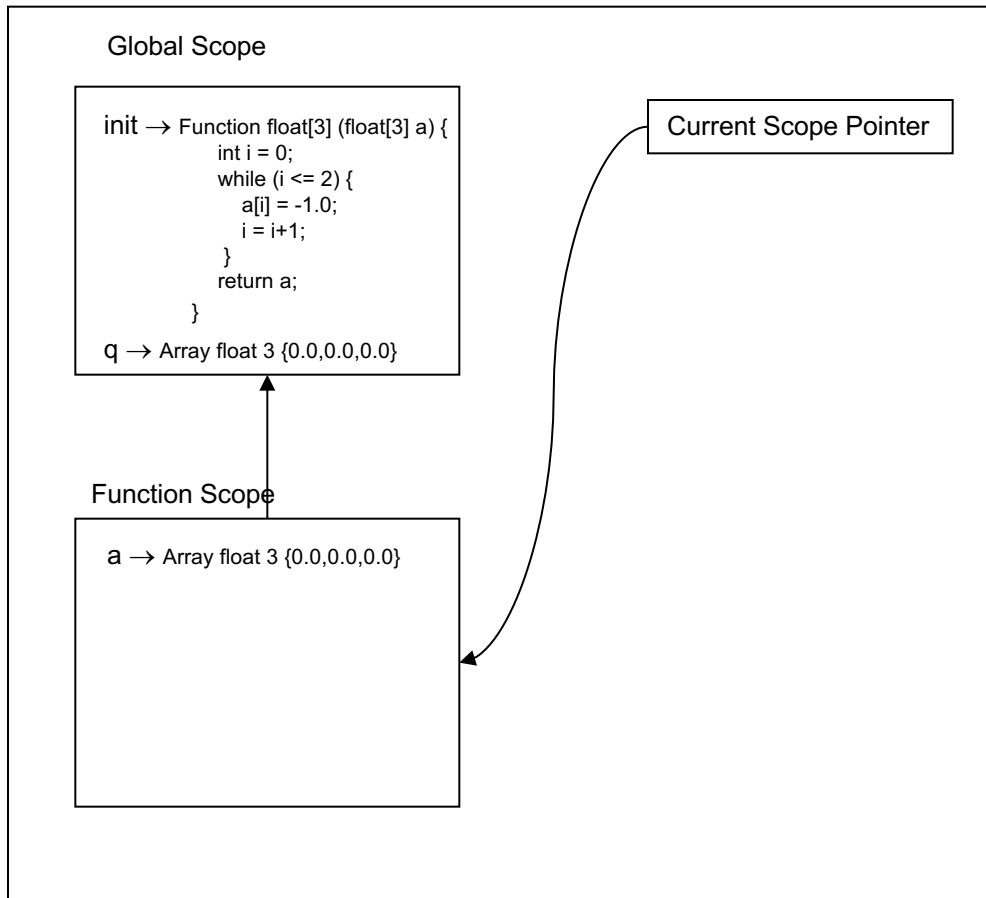 Global Scope
init → Function float[3] (float[3] a) {
int i = 0;
while (i <= 2) {
a[i] = -1.0;
i = i+1;
}
return a;
}
q → Array float 3 {0.0,0.0,0.0}
Current Scope Pointer
Function Scope
a → Array float 3 {0.0,0.0,0.0}